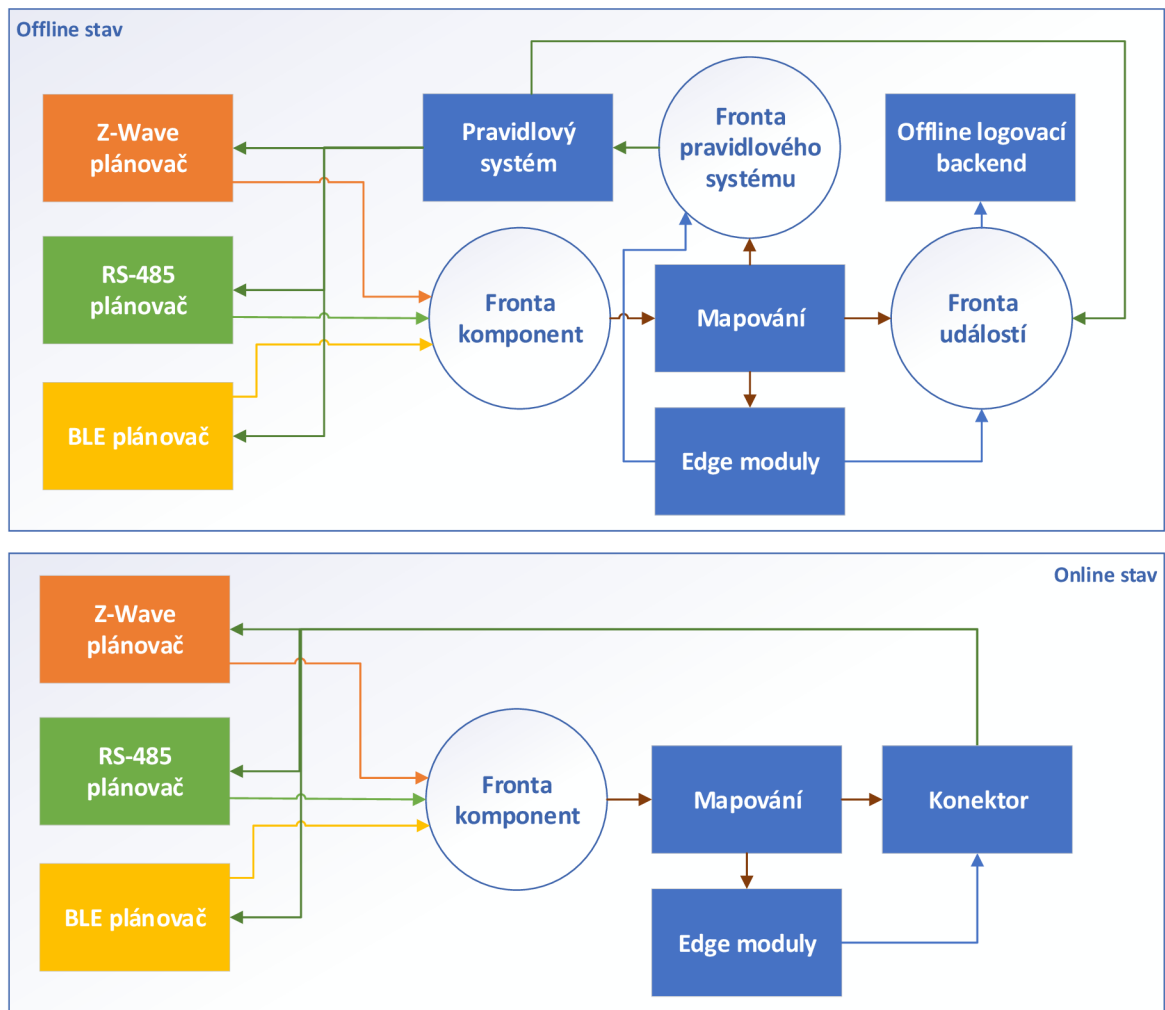 Offline stav
Z-Wave
plánovač
Pravidlový
systém
Fronta
pravidlového
systému
Offline logovací
backend
RS-485
plánovač
Fronta
komponent
Mapování
Fronta
událostí
BLE plánovač
Edge moduly
Online stav
Z-Wave
plánovač
RS-485
plánovač
Fronta
komponent
Mapování
Konektor
BLE plánovač
Edge moduly